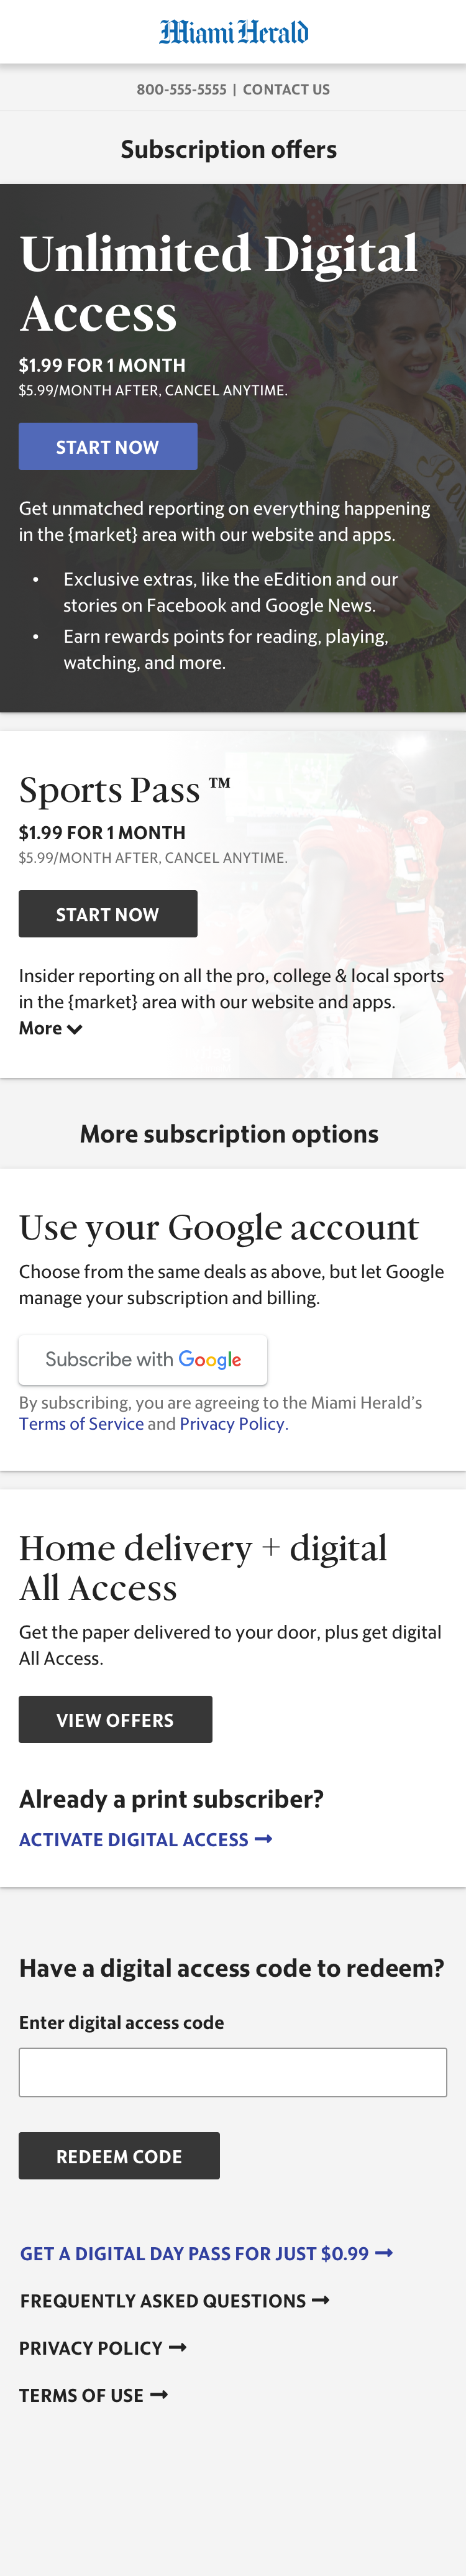 Miami Herald
800-555-5555 | CONTACT US
Subscription offers
Unlimited Digital
Access
$1.99 FOR 1 MONTH
$5.99/MONTH AFTER, CANCEL ANYTIME.
START NOW
Get unmatched reporting on everything happening
in the {market} area with our website and apps.
• Exclusive extras, like the eEdition and our
stories on Facebook and Google News.
• Earn rewards points for reading, playing,
watching, and more.
Sports Pass ™
$1.99 FOR 1 MONTH
$5.99/MONTH AFTER, CANCEL ANYTIME.
START NOW
Insider reporting on all the pro, college & local sports
in the {market} area with our website and apps.
More
More subscription options
Use your Google account
Choose from the same deals as above, but let Google
manage your subscription and billing.
Subscribe with Google
By subscribing, you are agreeing to the Miami Herald’s
Terms of Service and Privacy Policy.
Home delivery + digital
All Access
Get the paper delivered to your door, plus get digital
All Access.
VIEW OFFERS
Already a print subscriber?
ACTIVATE DIGITAL ACCESS →
Have a digital access code to redeem?
Enter digital access code
REDEEM CODE
GET A DIGITAL DAY PASS FOR JUST $0.99 →
FREQUENTLY ASKED QUESTIONS →
PRIVACY POLICY →
TERMS OF USE →